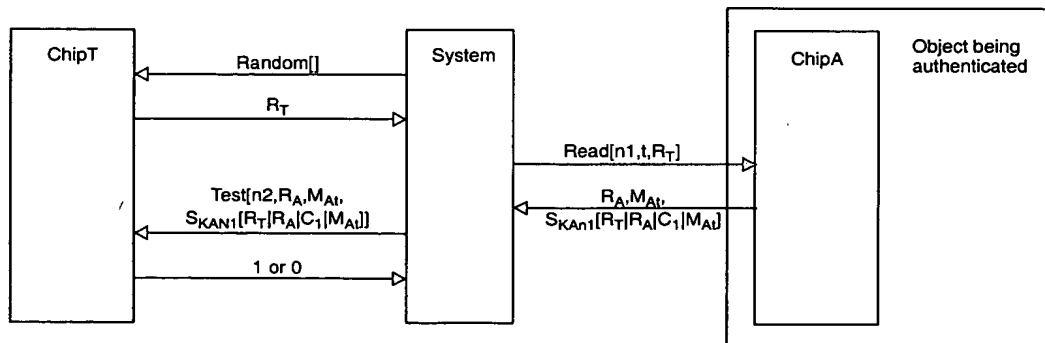 ChipT
System
ChipA
Object being
authenticated
Random[]
R_T
Read[n1,t,R_T]
R_A,M_At,
S_KAn1[R_T|R_A|C_1|M_At]
Test[n2,R_A,M_At,
S_KAN1[R_T|R_A|C_1|M_At]]
1 or 0